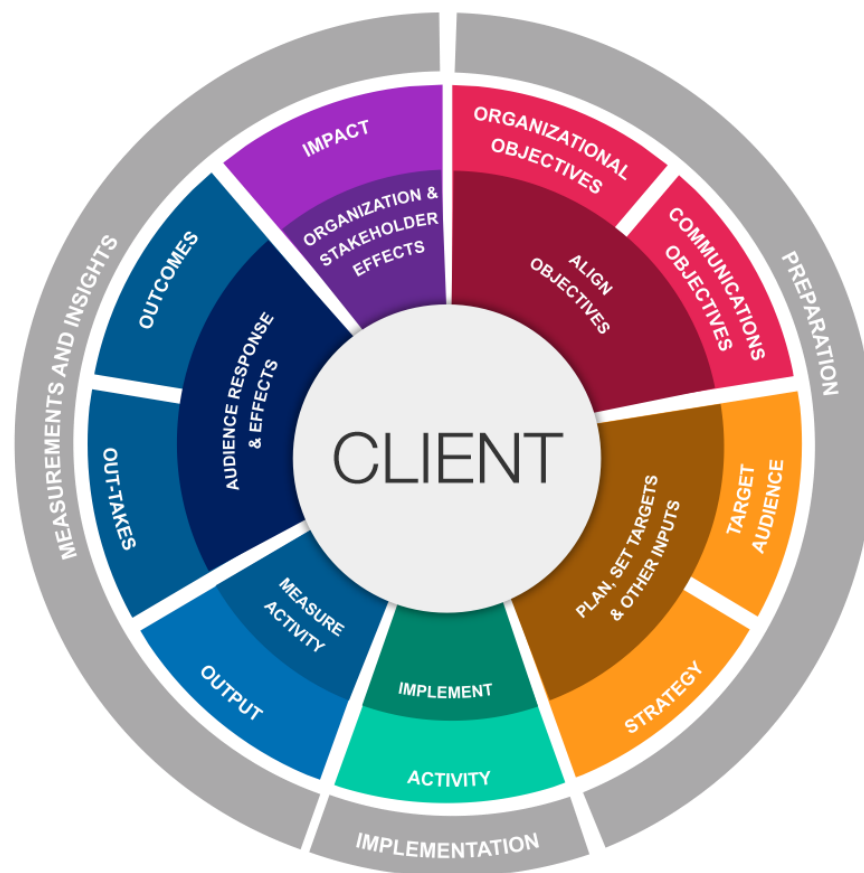 CLIENT
PREPARATION
ORGANIZATIONAL
OBJECTIVES
COMMUNICATIONS
OBJECTIVES
ALIGN
OBJECTIVES
TARGET
AUDIENCE
STRATEGY
PLAN, SET TARGETS
& OTHER INPUTS
IMPLEMENTATION
IMPLEMENT
ACTIVITY
MEASUREMENTS AND INSIGHTS
MEASURE
ACTIVITY
OUTPUT
OUT-TAKES
OUTCOMES
AUDIENCE RESPONSE
& EFFECTS
IMPACT
ORGANIZATION &
STAKEHOLDER
EFFECTS